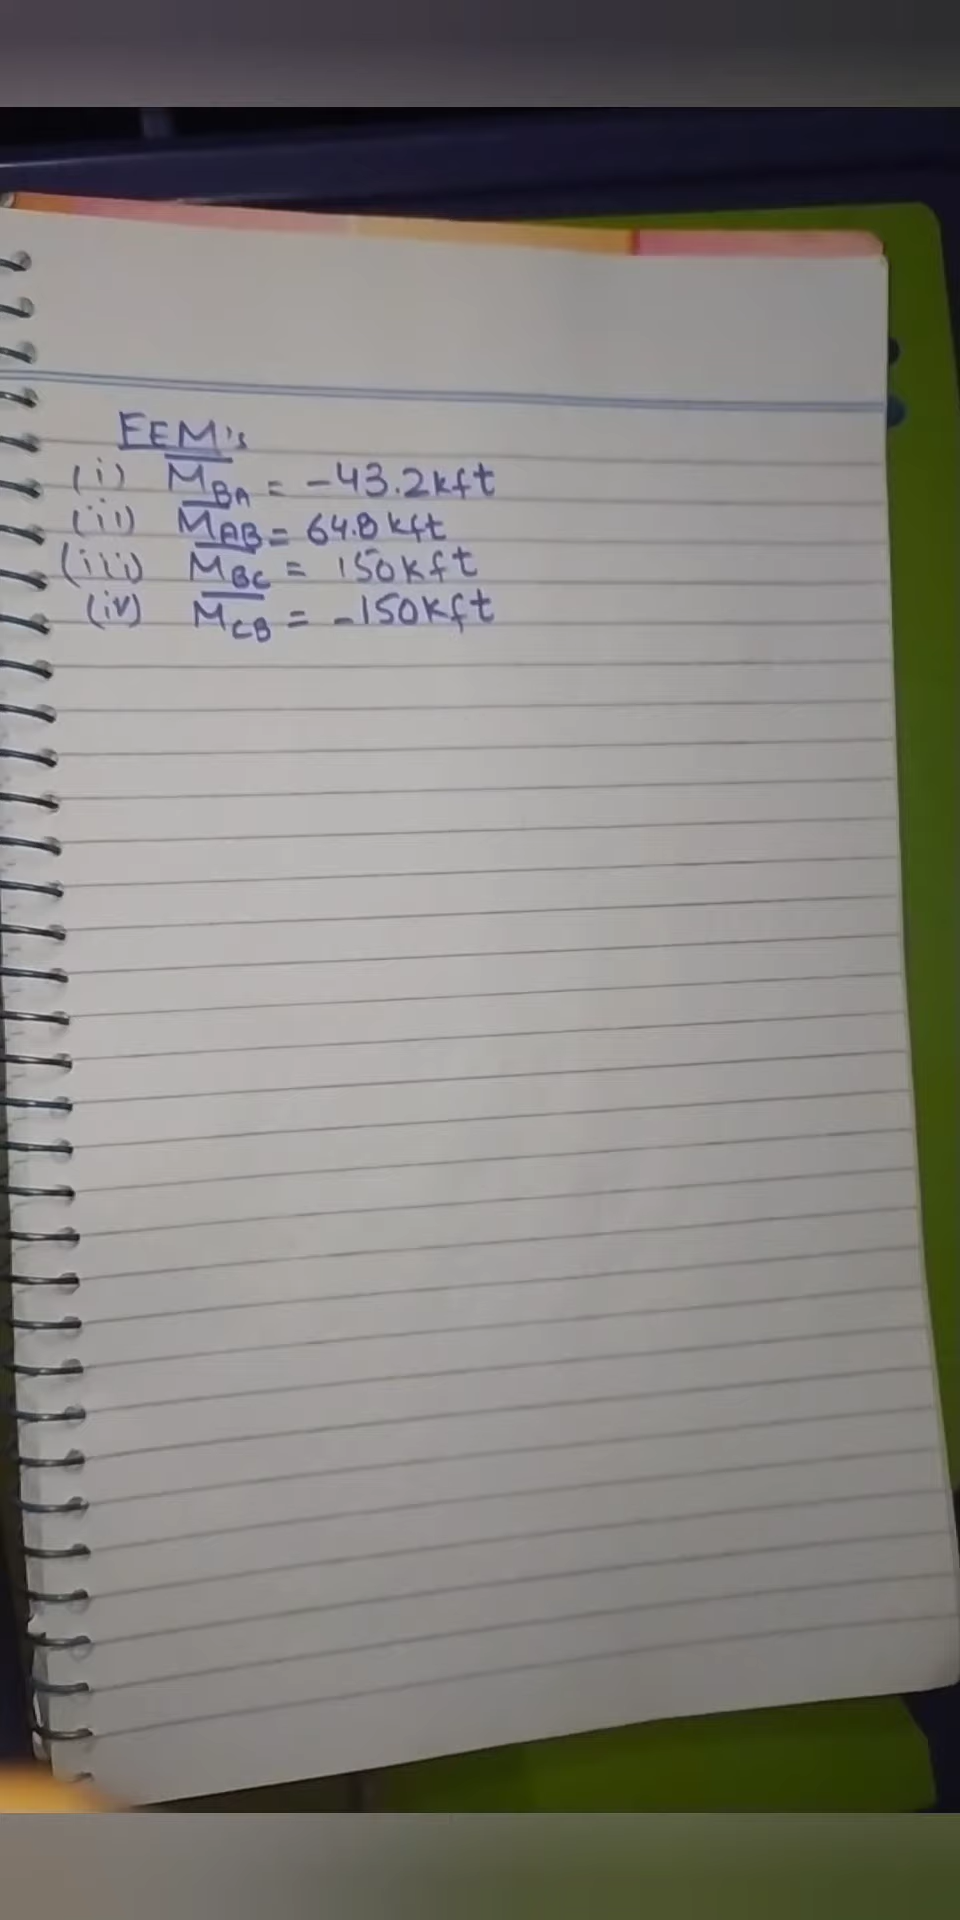 FEM's
(i) M̅BA = -43.2kft
(ii) M̅AB = 64.8 kft
(iii) M̅BC = 150kft
(iv) M̅CB = -150kft